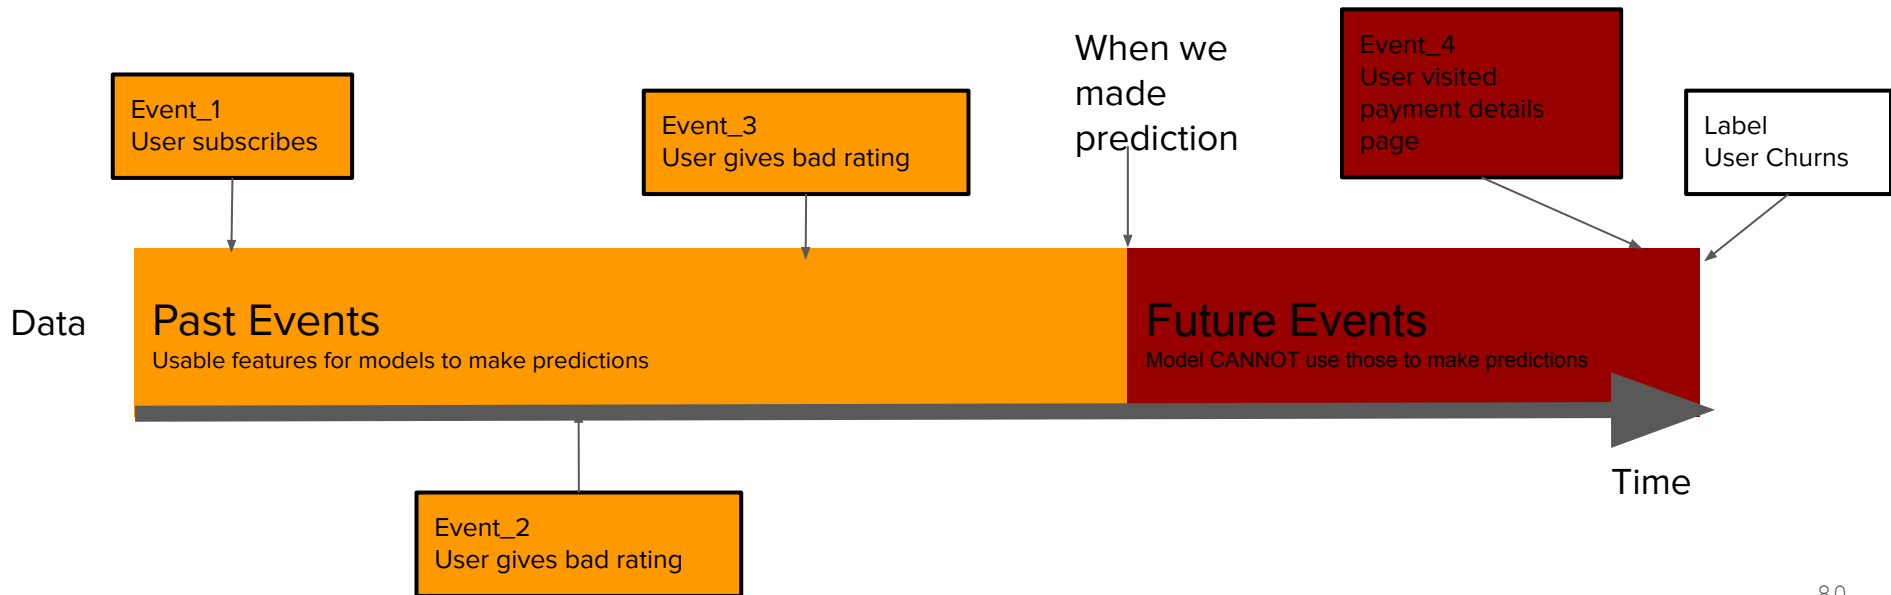 Event_1
User subscribes
Event_3
User gives bad rating
When we
made
prediction
Event_4
User visited
payment details
page
Label
User Churns
Data
Past Events
Usable features for models to make predictions
Future Events
Model CANNOT use those to make predictions
Time
Event_2
User gives bad rating
80